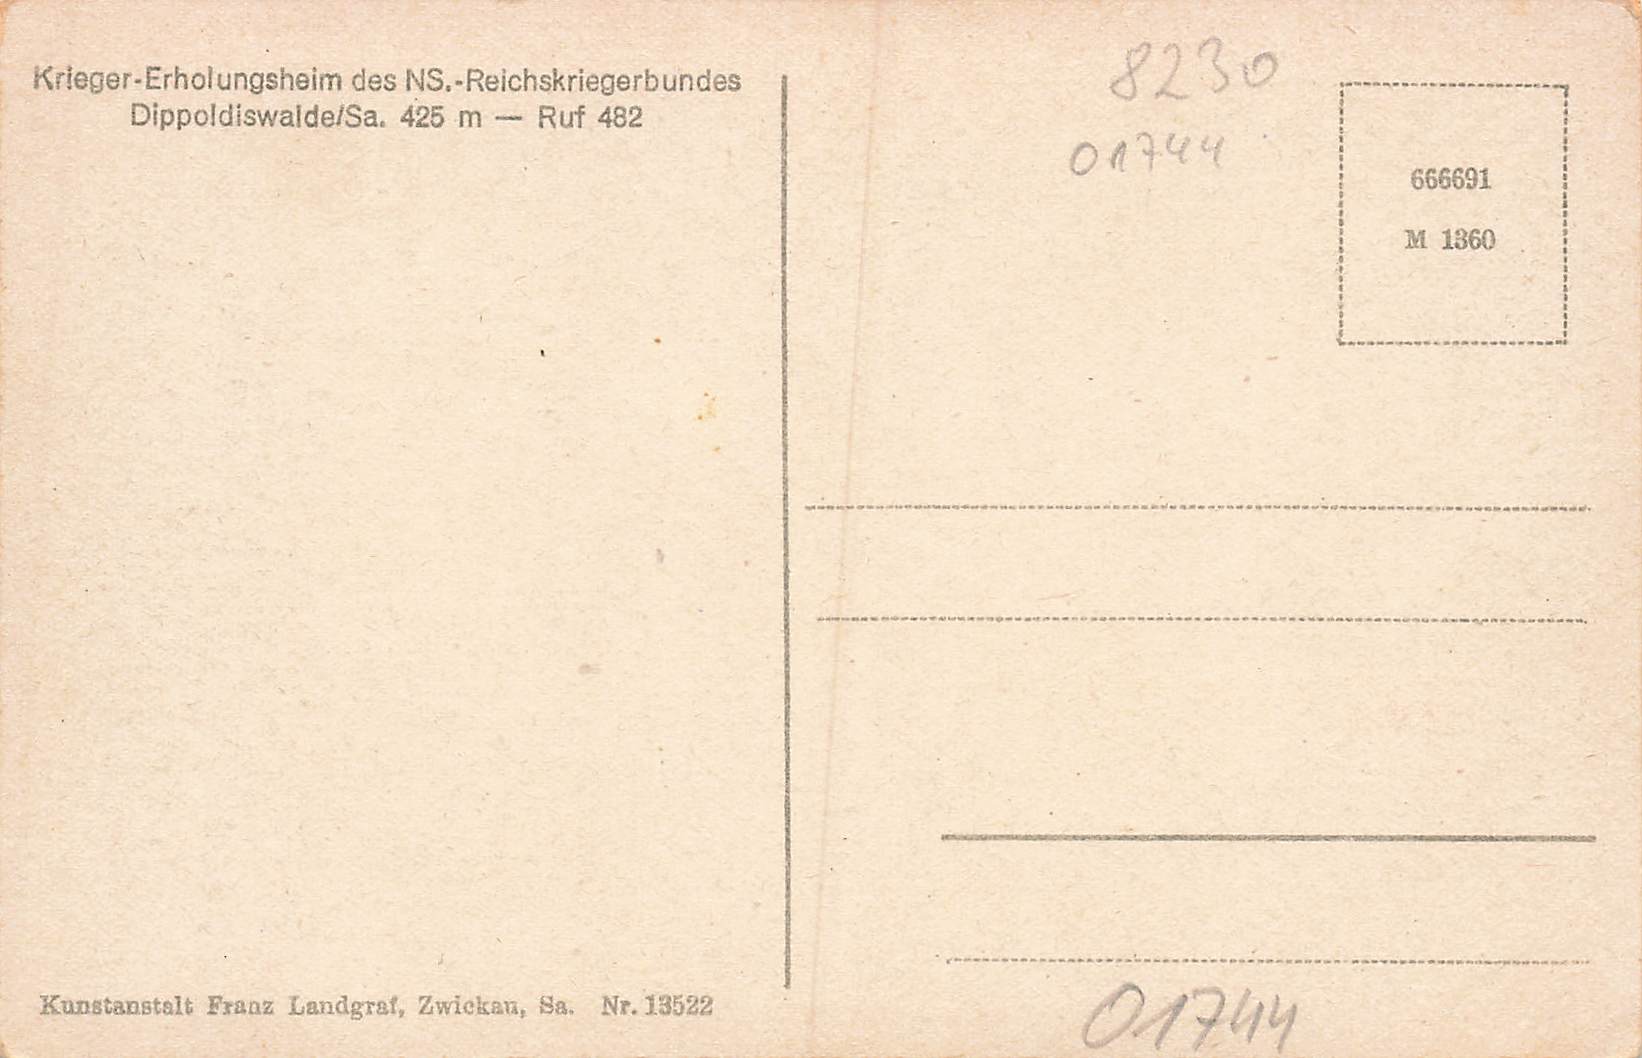 Krieger-Erholungsheim des NS.-Reichskriegerbundes
Dippoldiswalde/Sa. 425 m — Ruf 482
8230
01744
666691
M 1360
Kunstanstalt Franz Landgraf, Zwickau, Sa. Nr. 13522
01744